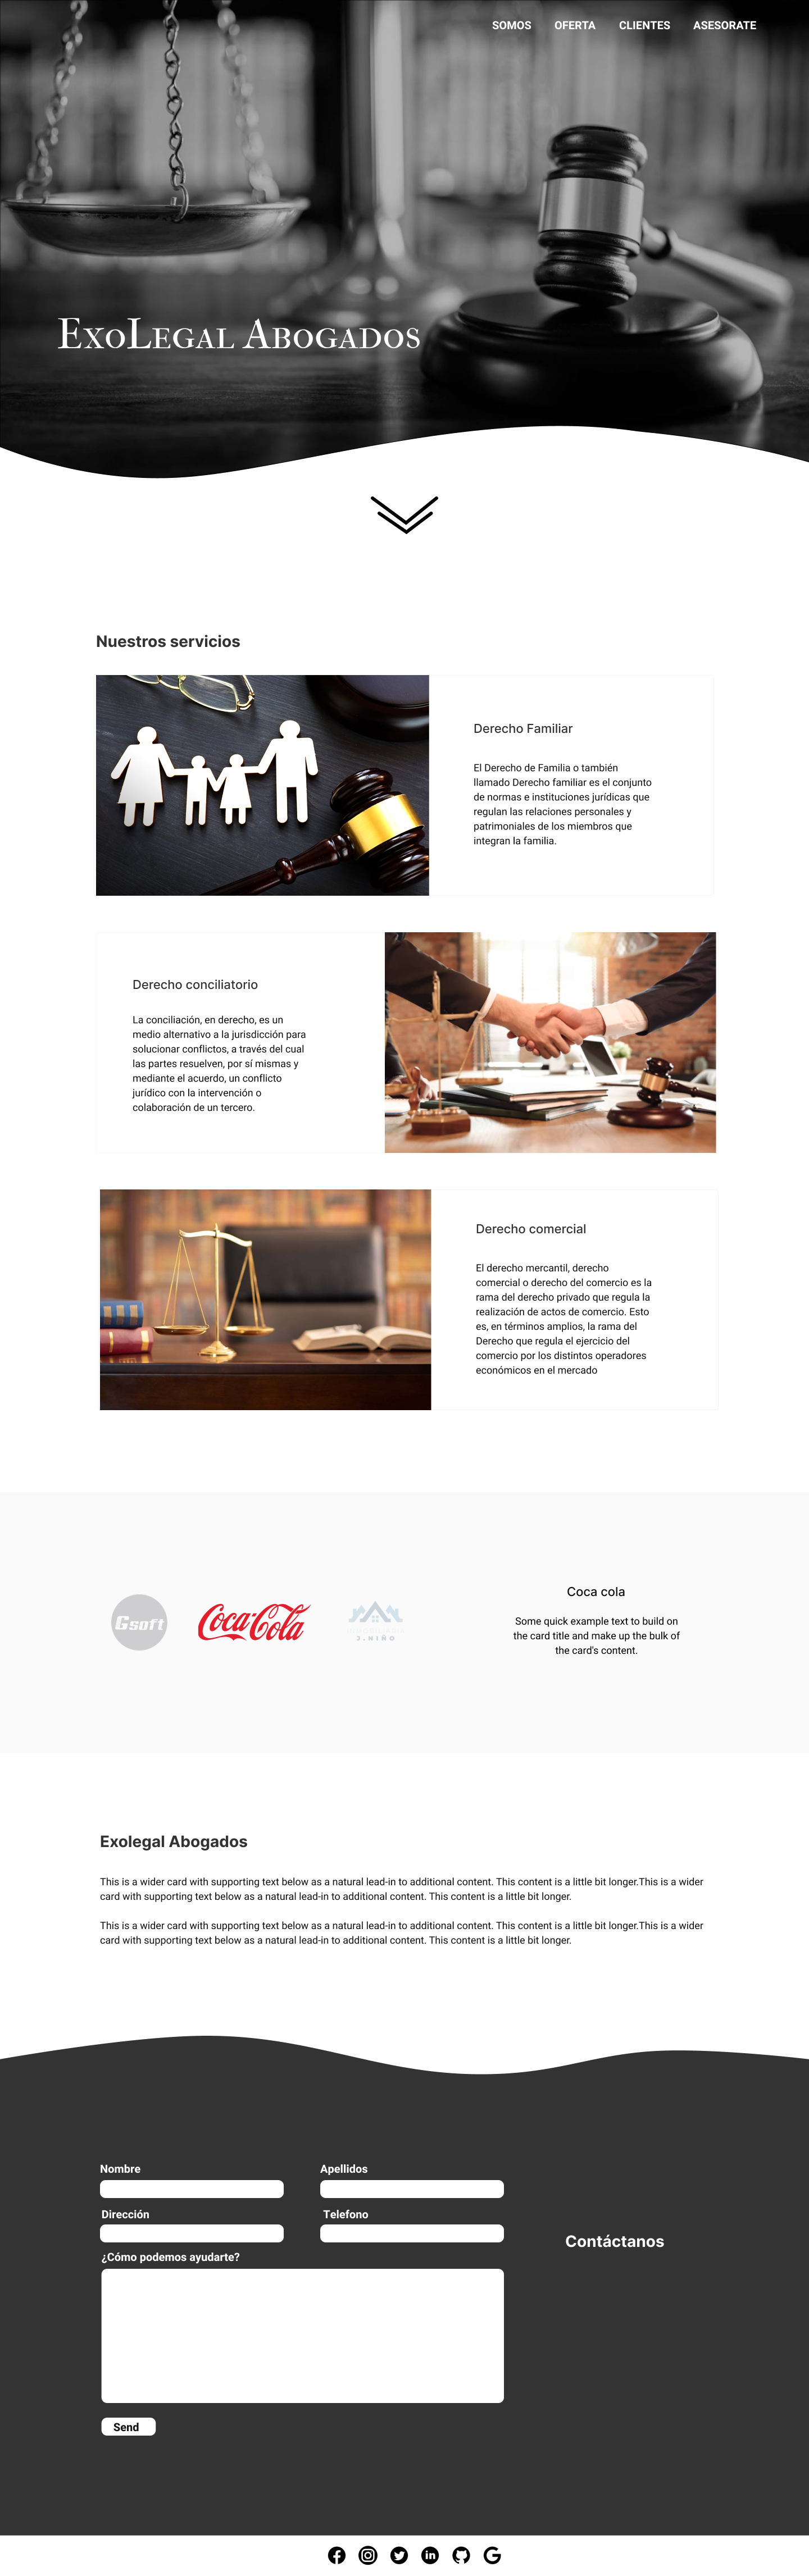 SOMOS OFERTA CLIENTES ASESORATE
ExoLegal Abogados
Nuestros servicios
Derecho Familiar
El Derecho de Familia o también
llamado Derecho familiar es el conjunto
de normas e instituciones jurídicas que
regulan las relaciones personales y
patrimoniales de los miembros que
integran la familia.
Derecho conciliatorio
La conciliación, en derecho, es un
medio alternativo a la jurisdicción para
solucionar conflictos, a través del cual
las partes resuelven, por sí mismas y
mediante el acuerdo, un conflicto
jurídico con la intervención o
colaboración de un tercero.
Derecho comercial
El derecho mercantil, derecho
comercial o derecho del comercio es la
rama del derecho privado que regula la
realización de actos de comercio. Esto
es, en términos amplios, la rama del
Derecho que regula el ejercicio del
comercio por los distintos operadores
económicos en el mercado
Gsoft
Coca-Cola
J.NIÑO
Coca cola
Some quick example text to build on
the card title and make up the bulk of
the card's content.
Exolegal Abogados
This is a wider card with supporting text below as a natural lead-in to additional content. This content is a little bit longer.This is a wider
card with supporting text below as a natural lead-in to additional content. This content is a little bit longer.
This is a wider card with supporting text below as a natural lead-in to additional content. This content is a little bit longer.This is a wider
card with supporting text below as a natural lead-in to additional content. This content is a little bit longer.
Nombre Apellidos
Dirección Telefono
¿Cómo podemos ayudarte?
Contáctanos
Send